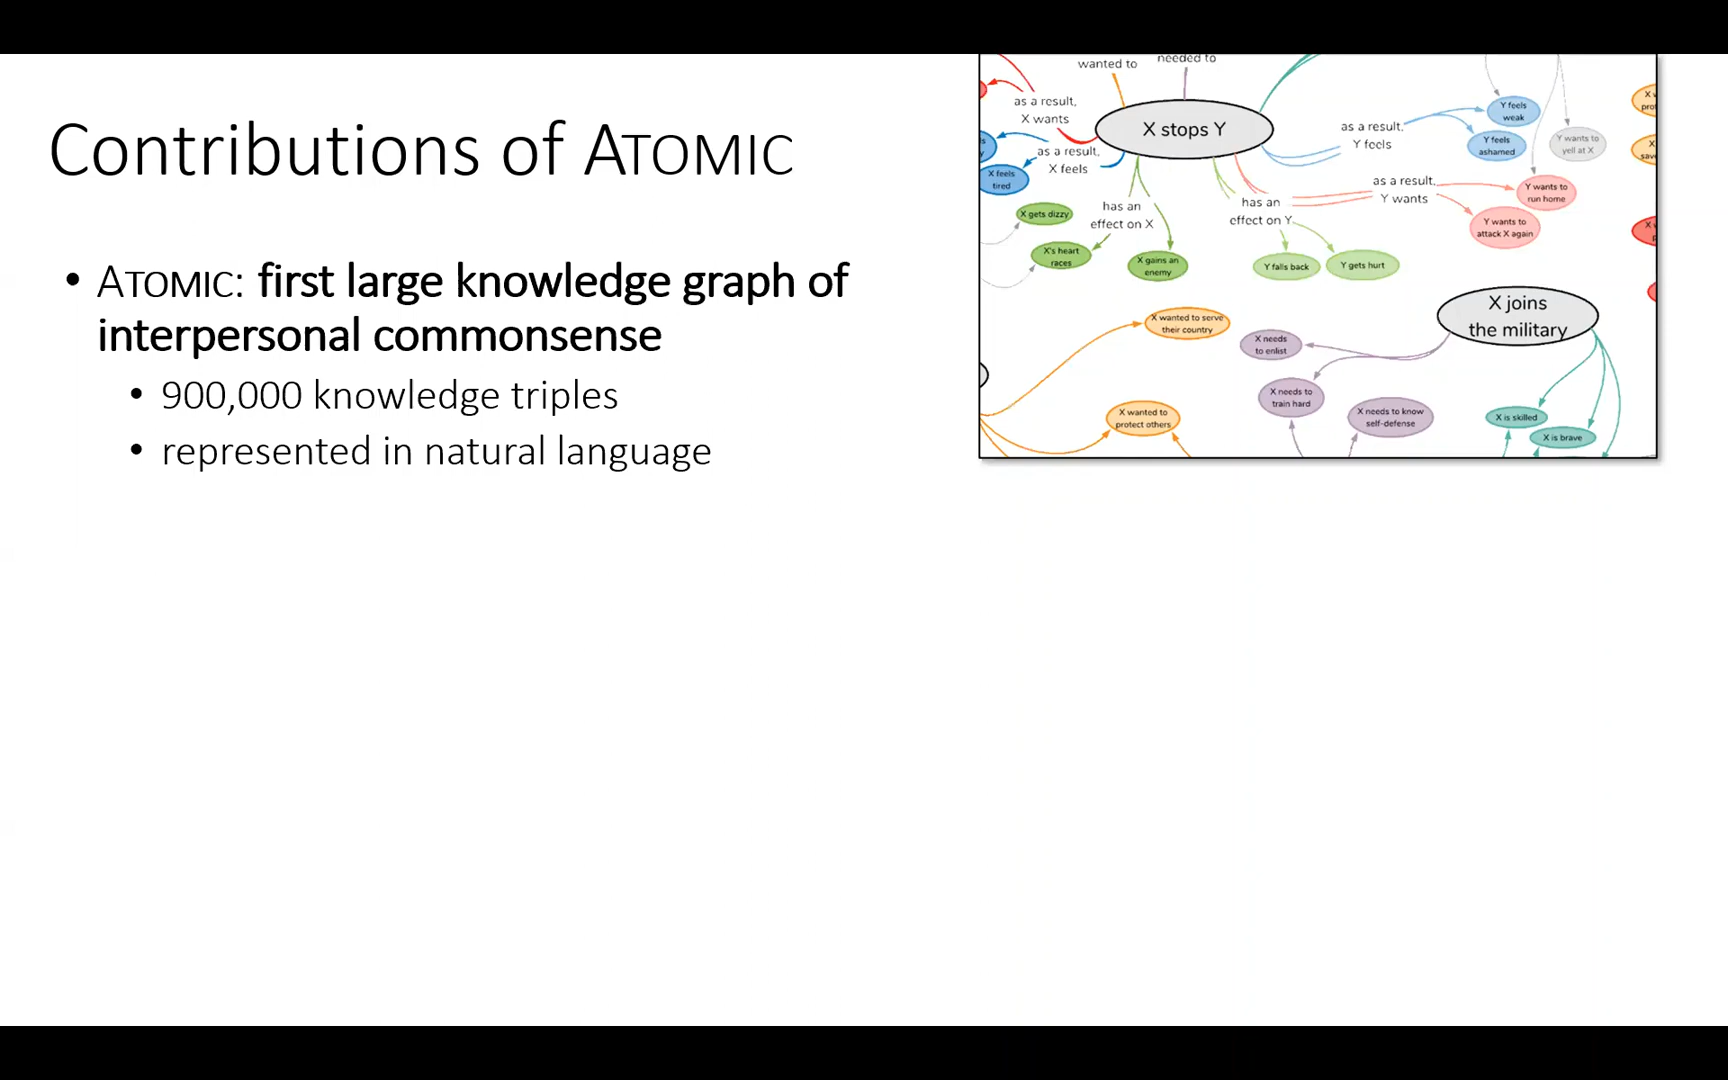 Contributions of ATOMIC
• ATOMIC: first large knowledge graph of
interpersonal commonsense
• 900,000 knowledge triples
• represented in natural language
wanted to
needed to
as a result,
X wants
X stops Y
as a result,
X feels
X feels
tired
as a result,
Y feels
Y feels
weak
Y feels
ashamed
Y wants to
yell at X
as a result,
Y wants
Y wants to
run home
Y wants to
attack X again
has an
effect on X
X gets dizzy
X's heart
races
X gains an
enemy
has an
effect on Y
Y falls back
Y gets hurt
X joins
the military
X wanted to serve
their country
X needs
to enlist
X wanted to
protect others
X needs to
train hard
X needs to know
self-defense
X is skilled
X is brave